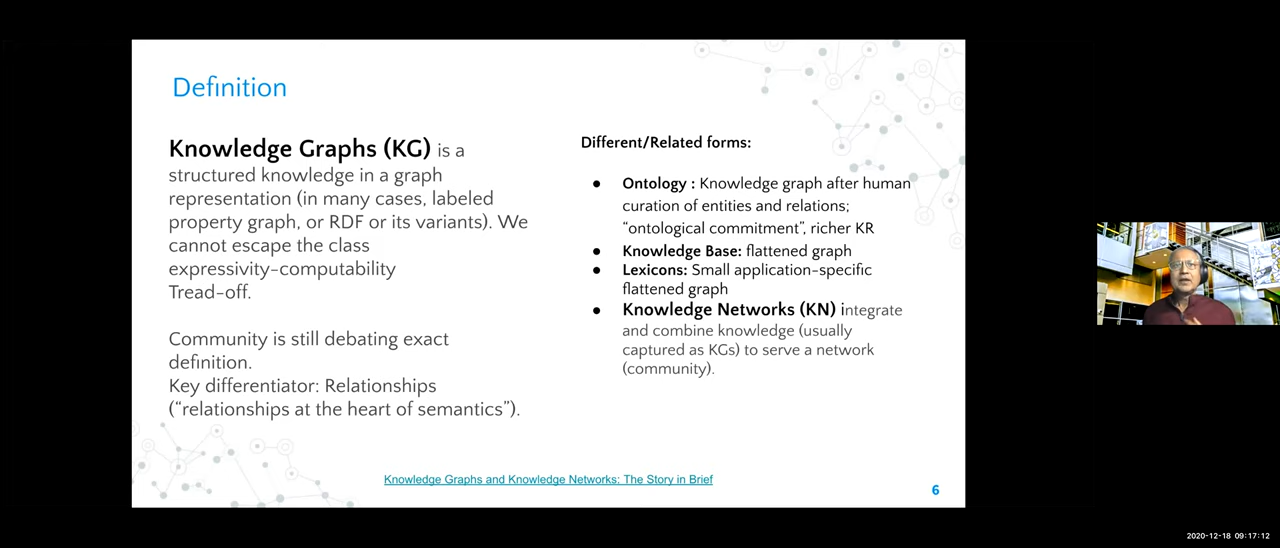 Definition
Knowledge Graphs (KG) is a
structured knowledge in a graph
representation (in many cases, labeled
property graph, or RDF or its variants). We
cannot escape the class
expressivity-computability
Tread-off.
Community is still debating exact
definition.
Key differentiator: Relationships
(“relationships at the heart of semantics”).
Different/Related forms:
● Ontology : Knowledge graph after human
curation of entities and relations;
“ontological commitment”, richer KR
● Knowledge Base: flattened graph
● Lexicons: Small application-specific
flattened graph
● Knowledge Networks (KN) integrate
and combine knowledge (usually
captured as KGs) to serve a network
(community).
Knowledge Graphs and Knowledge Networks: The Story in Brief
6
2020-12-18 09:17:12